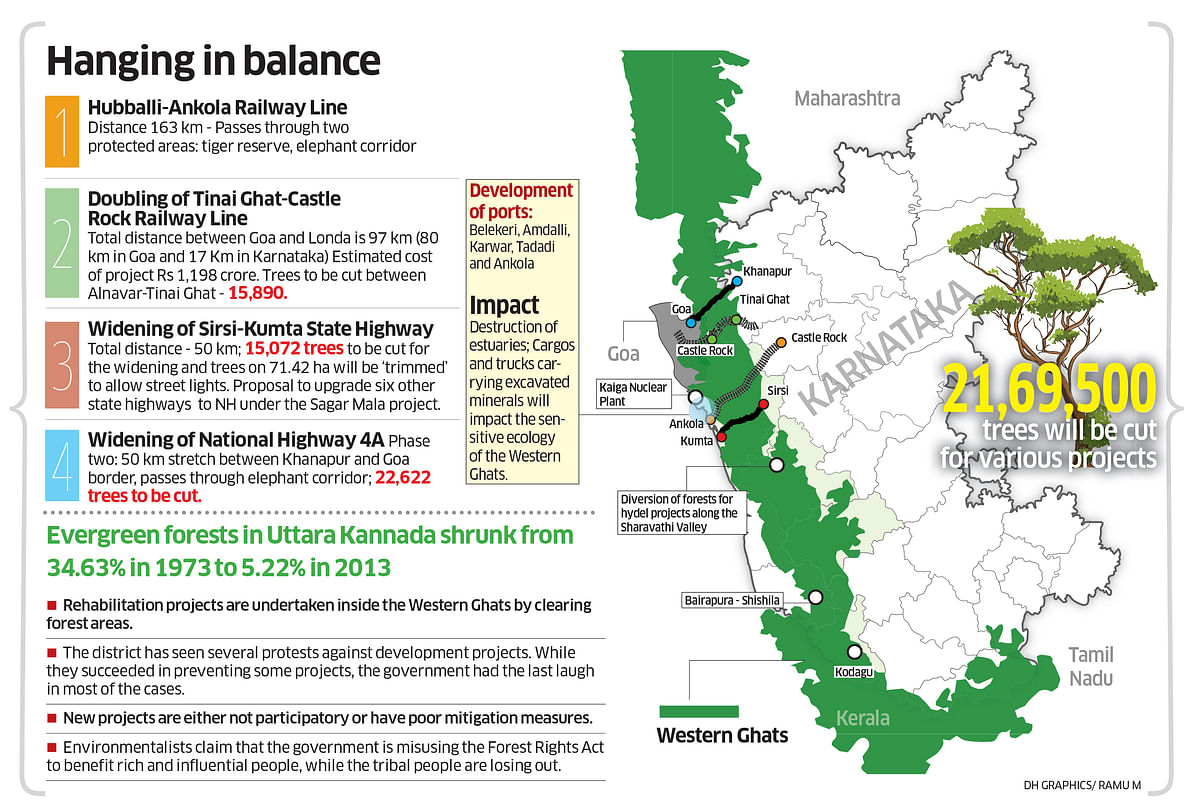 Hanging in balance
1
Hubballi-Ankola Railway Line
Distance 163 km - Passes through two
protected areas: tiger reserve, elephant corridor
2
Doubling of Tinai Ghat-Castle
Rock Railway Line
Total distance between Goa and Londa is 97 km (80
km in Goa and 17 Km in Karnataka) Estimated cost
of project Rs 1,198 crore. Trees to be cut between
Alnavar-Tinai Ghat - 15,890.
3
Widening of Sirsi-Kumta State Highway
Total distance - 50 km; 15,072 trees to be cut for
the widening and trees on 71.42 ha will be ‘trimmed’
to allow street lights. Proposal to upgrade six other
state highways to NH under the Sagar Mala project.
4
Widening of National Highway 4A Phase
two: 50 km stretch between Khanapur and Goa
border, passes through elephant corridor; 22,622
trees to be cut.
Development
of ports:
Belekeri, Amdalli,
Karwar, Tadadi
and Ankola
Impact
Destruction of
estuaries; Cargos
and trucks car-
rying excavated
minerals will
impact the sen-
sitive ecology
of the Western
Ghats.
Evergreen forests in Uttara Kannada shrunk from
34.63% in 1973 to 5.22% in 2013
Rehabilitation projects are undertaken inside the Western Ghats by clearing
forest areas.
The district has seen several protests against development projects. While
they succeeded in preventing some projects, the government had the last laugh
in most of the cases.
New projects are either not participatory or have poor mitigation measures.
Environmentalists claim that the government is misusing the Forest Rights Act
to benefit rich and influential people, while the tribal people are losing out.
Maharashtra
Khanapur
Tinai Ghat
Goa
Castle Rock
Castle Rock
Goa
KARNATAKA
Kaiga Nuclear
Plant
Sirsi
Ankola
Kumta
21,69,500
trees will be cut
for various projects
Diversion of forests for
hydel projects along the
Sharavathi Valley
Bairapura - Shishila
Kodagu
Tamil
Nadu
Kerala
Western Ghats
DH GRAPHICS/ RAMU M